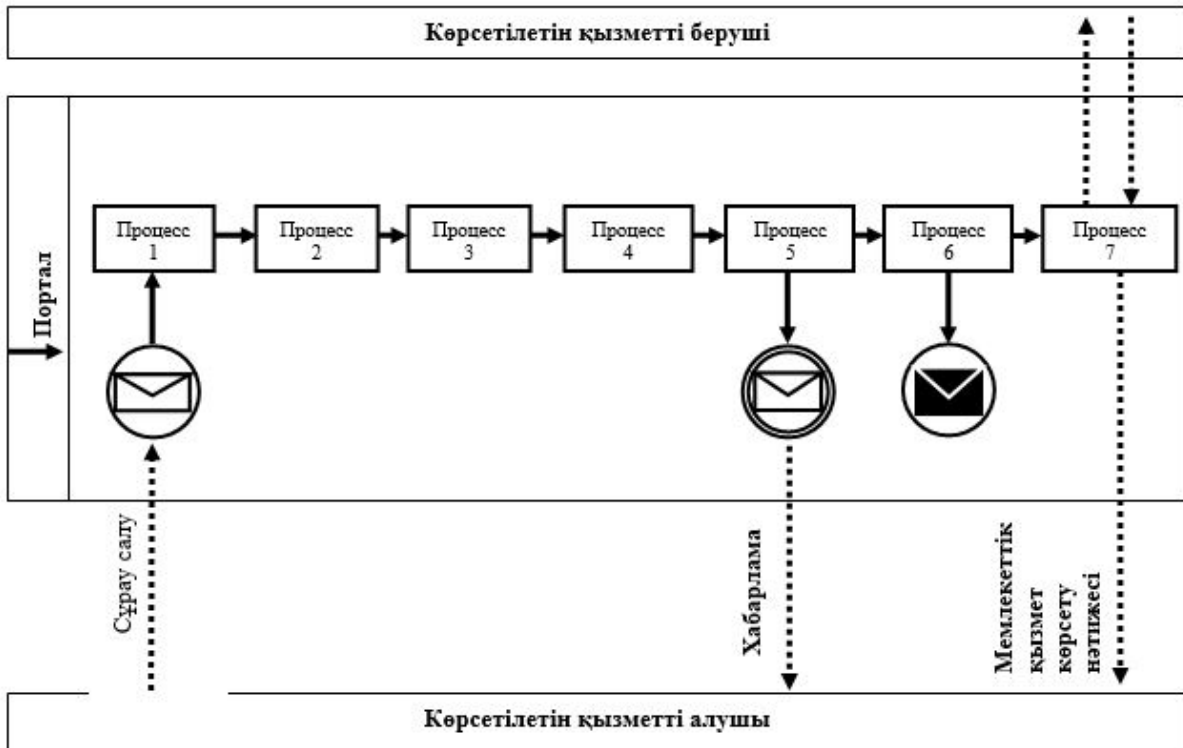 Көрсетілетін қызметті беруші
Портал
Процесс
1
Процесс
2
Процесс
3
Процесс
4
Процесс
5
Процесс
6
Процесс
7
Сұрау салу
Хабарлама
Мемлекеттік
қызмет
көрсету
нәтижесі
Көрсетілетін қызметті алушы